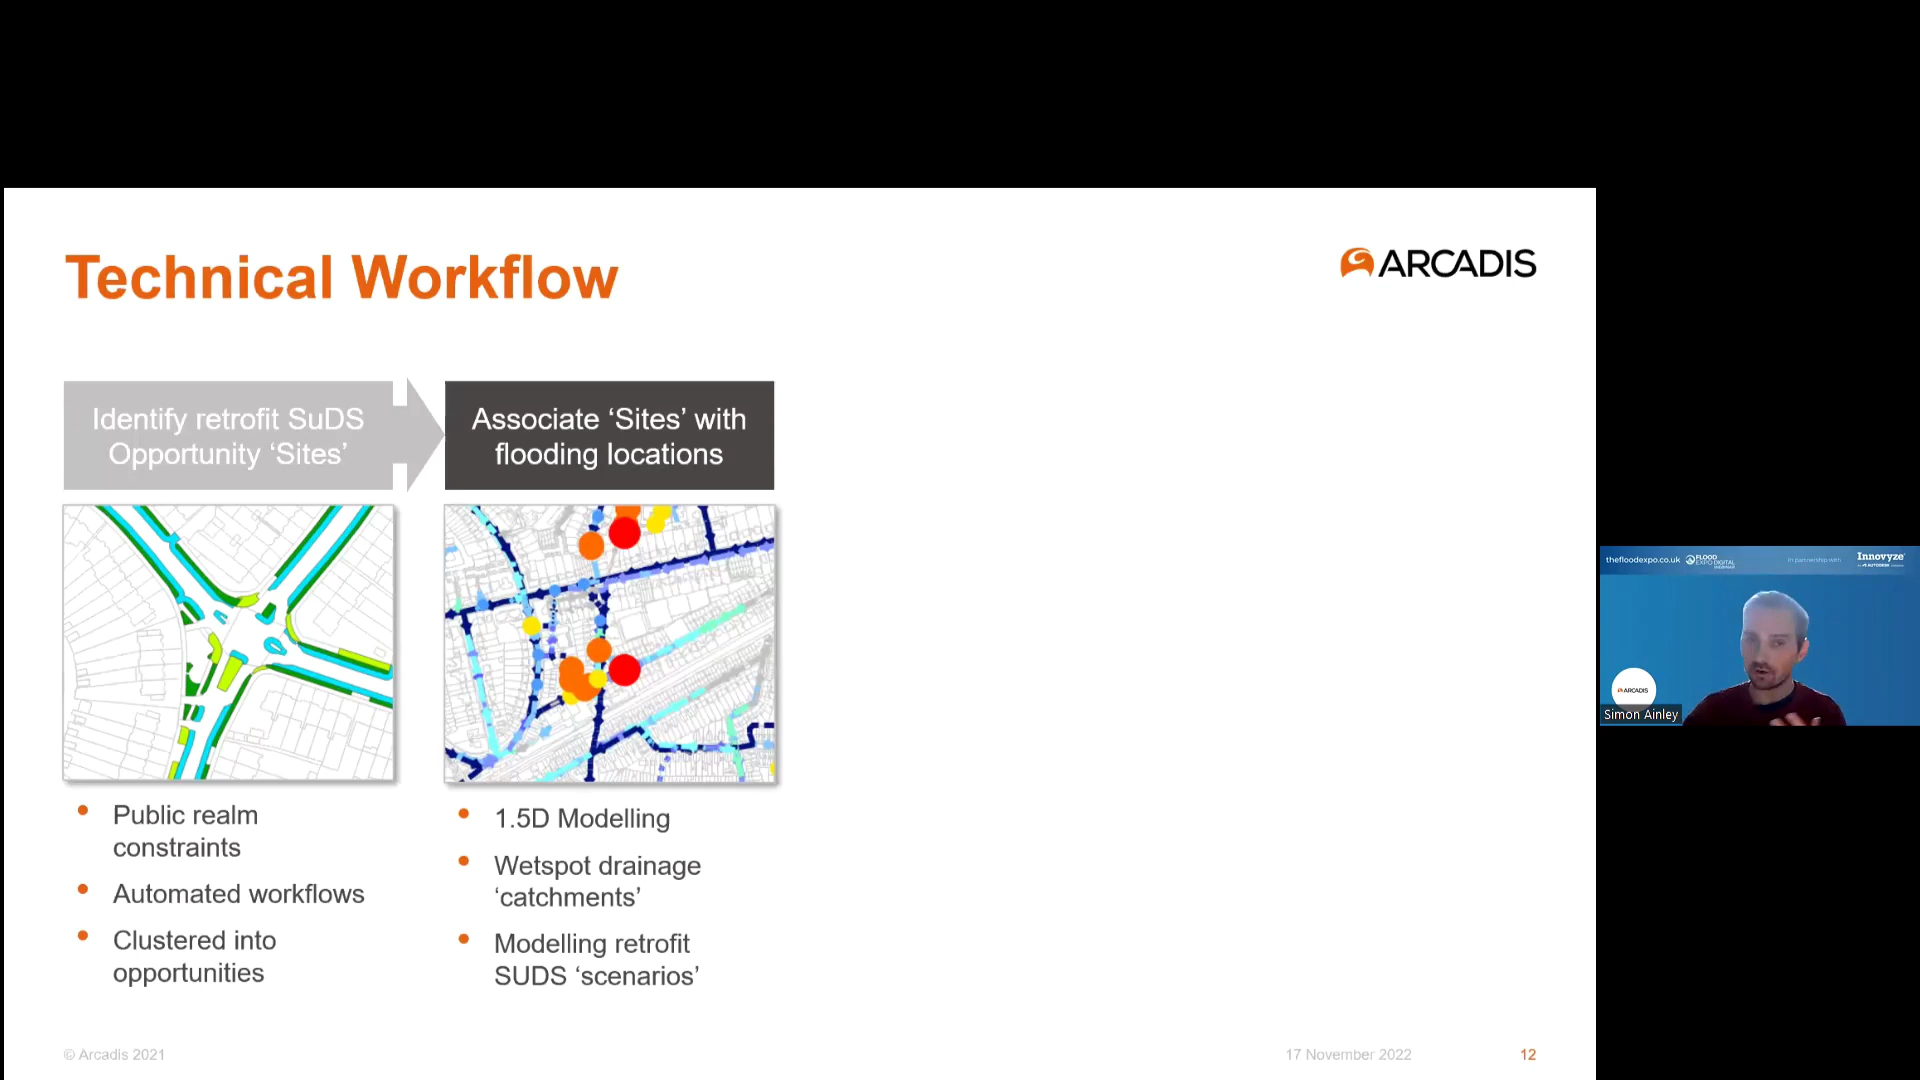 Technical Workflow
ARCADIS
Identify retrofit SuDS
Opportunity ‘Sites’
Associate ‘Sites’ with
flooding locations
Public realm
constraints
Automated workflows
Clustered into
opportunities
1.5D Modelling
Wetspot drainage
‘catchments’
Modelling retrofit
SUDS ‘scenarios’
© Arcadis 2021
17 November 2022
12
thefloodexpo.co.uk
FLOOD
EXPO DIGITAL
WEBINAR
In partnership with
Innovyze
AUTODESK
ARCADIS
Simon Ainley